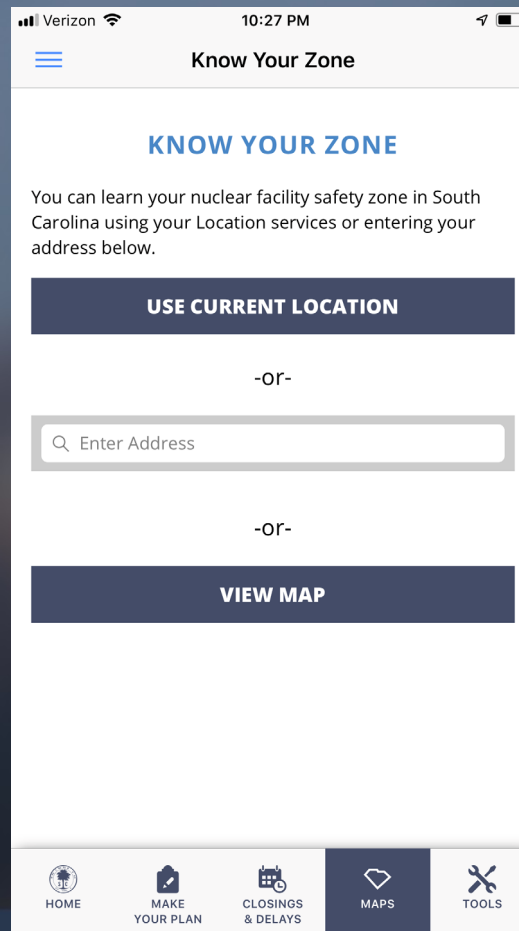 Verizon 10:27 PM
Know Your Zone
KNOW YOUR ZONE
You can learn your nuclear facility safety zone in South
Carolina using your Location services or entering your
address below.
USE CURRENT LOCATION
-or-
Enter Address
-or-
VIEW MAP
HOME
MAKE
YOUR PLAN
CLOSINGS
& DELAYS
MAPS
TOOLS